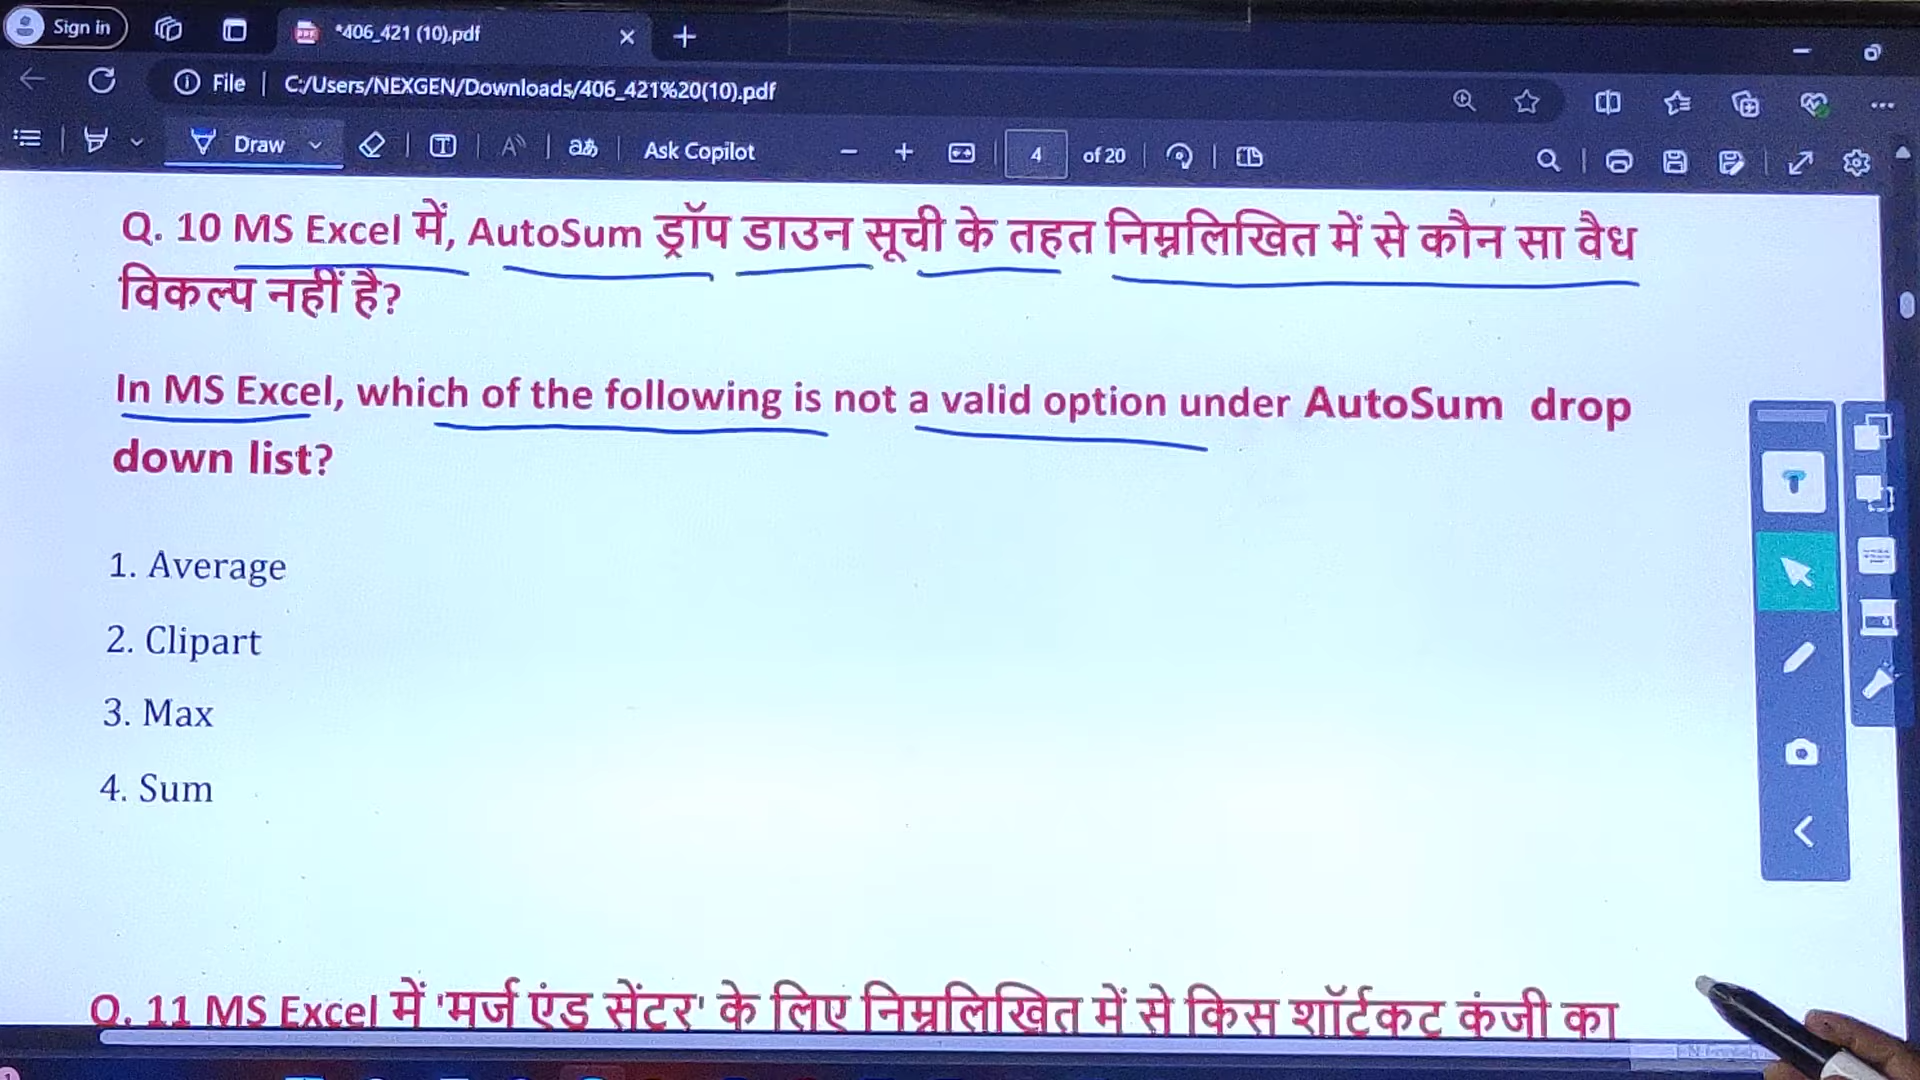 Sign in
*406_421 (10).pdf
File
C:/Users/NEXGEN/Downloads/406_421%20(10).pdf
Draw
Ask Copilot
4
of 20
Q. 10 MS Excel में, AutoSum ड्रॉप डाउन सूची के तहत निम्नलिखित में से कौन सा वैध
विकल्प नहीं है?
In MS Excel, which of the following is not a valid option under AutoSum drop
down list?
1. Average
2. Clipart
3. Max
4. Sum
Q. 11 MS Excel में 'मर्ज एंड सेंटर' के लिए निम्नलिखित में से किस शॉर्टकट कंजी का